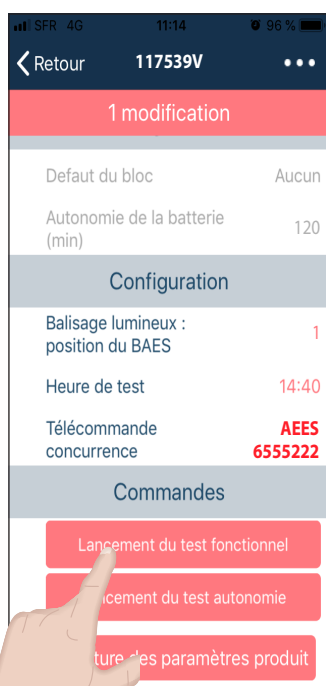 SFR 4G 11:14 96 %
Retour 117539V
1 modification
Defaut du bloc Aucun
Autonomie de la batterie
(min) 120
Configuration
Balisage lumineux :
position du BAES 1
Heure de test 14:40
Télécommande AEES
concurrence 6555222
Commandes
Lancement du test fonctionnel
cement du test autonomie
ture des paramètres produit